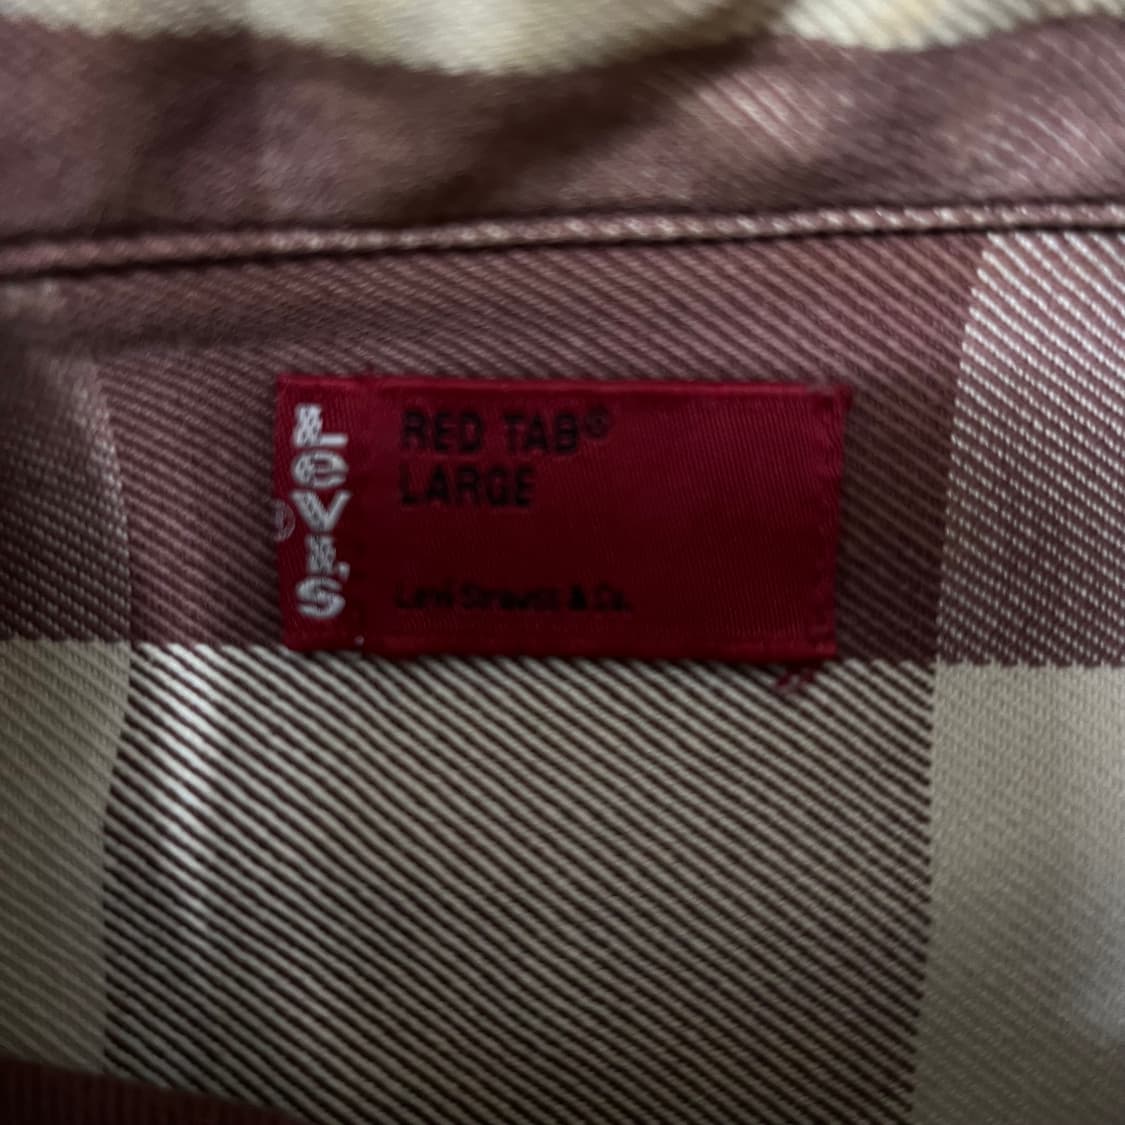 LEVI'S
®
RED TAB®
LARGE
Levi Strauss & Co.